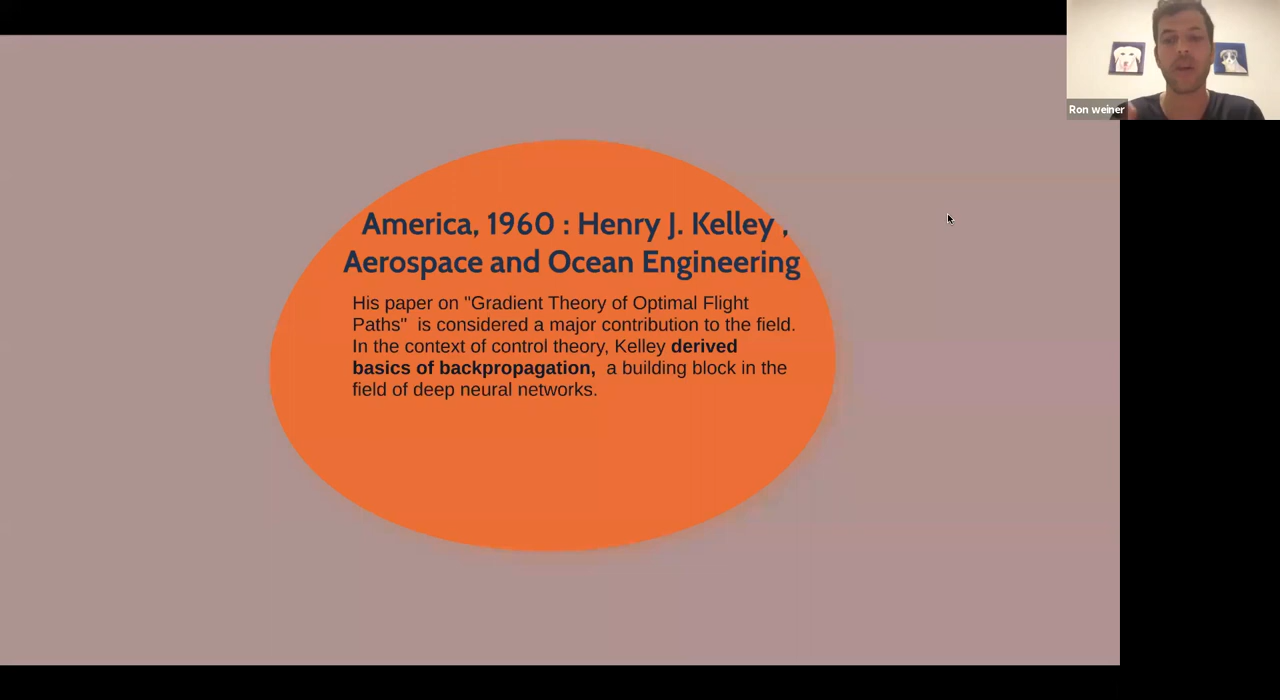 Ron weiner
America, 1960 : Henry J. Kelley ,
Aerospace and Ocean Engineering
His paper on "Gradient Theory of Optimal Flight
Paths"  is considered a major contribution to the field.
In the context of control theory, Kelley derived
basics of backpropagation,  a building block in the
field of deep neural networks.